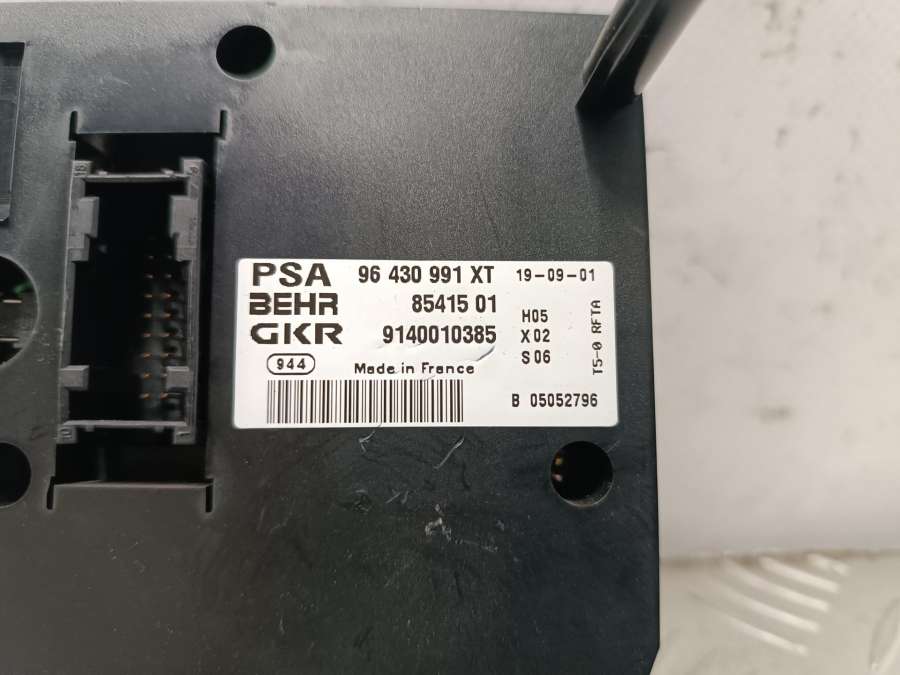 PSA 96 430 991 XT 19-09-01
BEHR 85415 01
GKR 9140010385
H05
X02
S06
T5-0 RFTA
944
Made in France
B 05052796